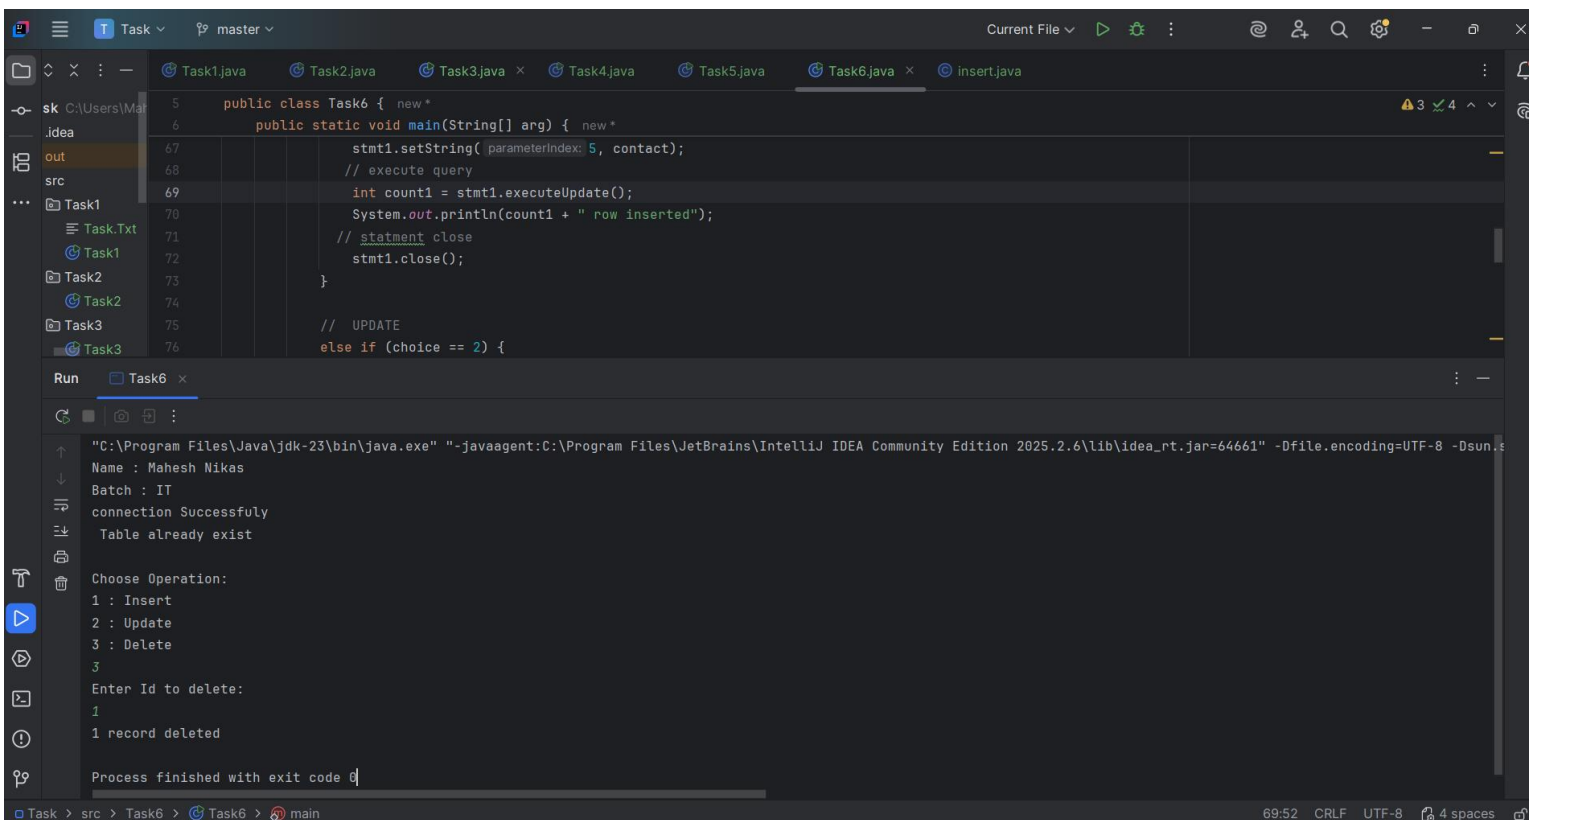 T Task master Current File
Task1.java Task2.java Task3.java × Task4.java Task5.java Task6.java × insert.java
sk C:\Users\Mah
.idea
out
src
Task1
Task.Txt
Task1
Task2
Task2
Task3
Task3
3 4
5 public class Task6 { new *
6 public static void main(String[] arg) { new *
67 stmt1.setString( parameterIndex: 5, contact);
68 // execute query
69 int count1 = stmt1.executeUpdate();
70 System.out.println(count1 + " row inserted");
71 // statment close
72 stmt1.close();
73 }
74
75 // UPDATE
76 else if (choice == 2) {
Run Task6 ×
"C:\Program Files\Java\jdk-23\bin\java.exe" "-javaagent:C:\Program Files\JetBrains\IntelliJ IDEA Community Edition 2025.2.6\lib\idea_rt.jar=64661" -Dfile.encoding=UTF-8 -Dsun.s
Name : Mahesh Nikas
Batch : IT
connection Successfuly
Table already exist
Choose Operation:
1 : Insert
2 : Update
3 : Delete
3
Enter Id to delete:
1
1 record deleted
Process finished with exit code 0
Task > src > Task6 > Task6 > main 69:52 CRLF UTF-8 4 spaces